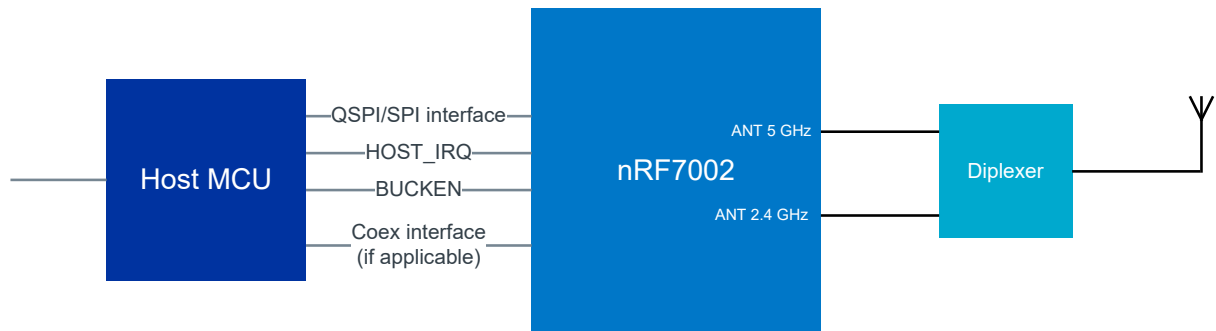 Host MCU
QSPI/SPI interface
HOST_IRQ
BUCKEN
Coex interface
(if applicable)
nRF7002
ANT 5 GHz
ANT 2.4 GHz
Diplexer